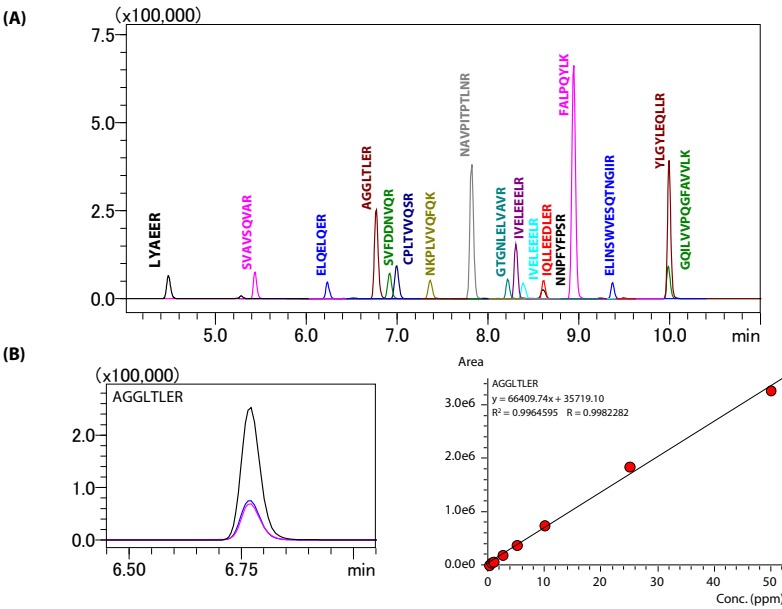 (A)
(x100,000)
7.5
5.0
2.5
0.0
LYAEER
SVAVSQVAR
ELQELQER
AGGLTLER
SVFDDNVQR
CPLTVVQSR
NKPLVVQFQK
NAVPITPTLNR
GTGNLELVAVR
IVELEEELR
IVELEEELR
IQLLEEDLER
NNPFYFPSR
FALPQYLK
ELINSWVESQTNGIIR
YLGYLEQLLR
GQILVVPQGFAVVLK
5.0 6.0 7.0 8.0 9.0 10.0 min
(B)
(x100,000)
AGGLTLER
2.0
1.0
0.0
6.50 6.75 min
Area
AGGLTLER
y = 66409.74x + 35719.10
R² = 0.9964595 R = 0.9982282
3.0e6
2.0e6
1.0e6
0.0e0
0 10 20 30 40 50
Conc. (ppm)